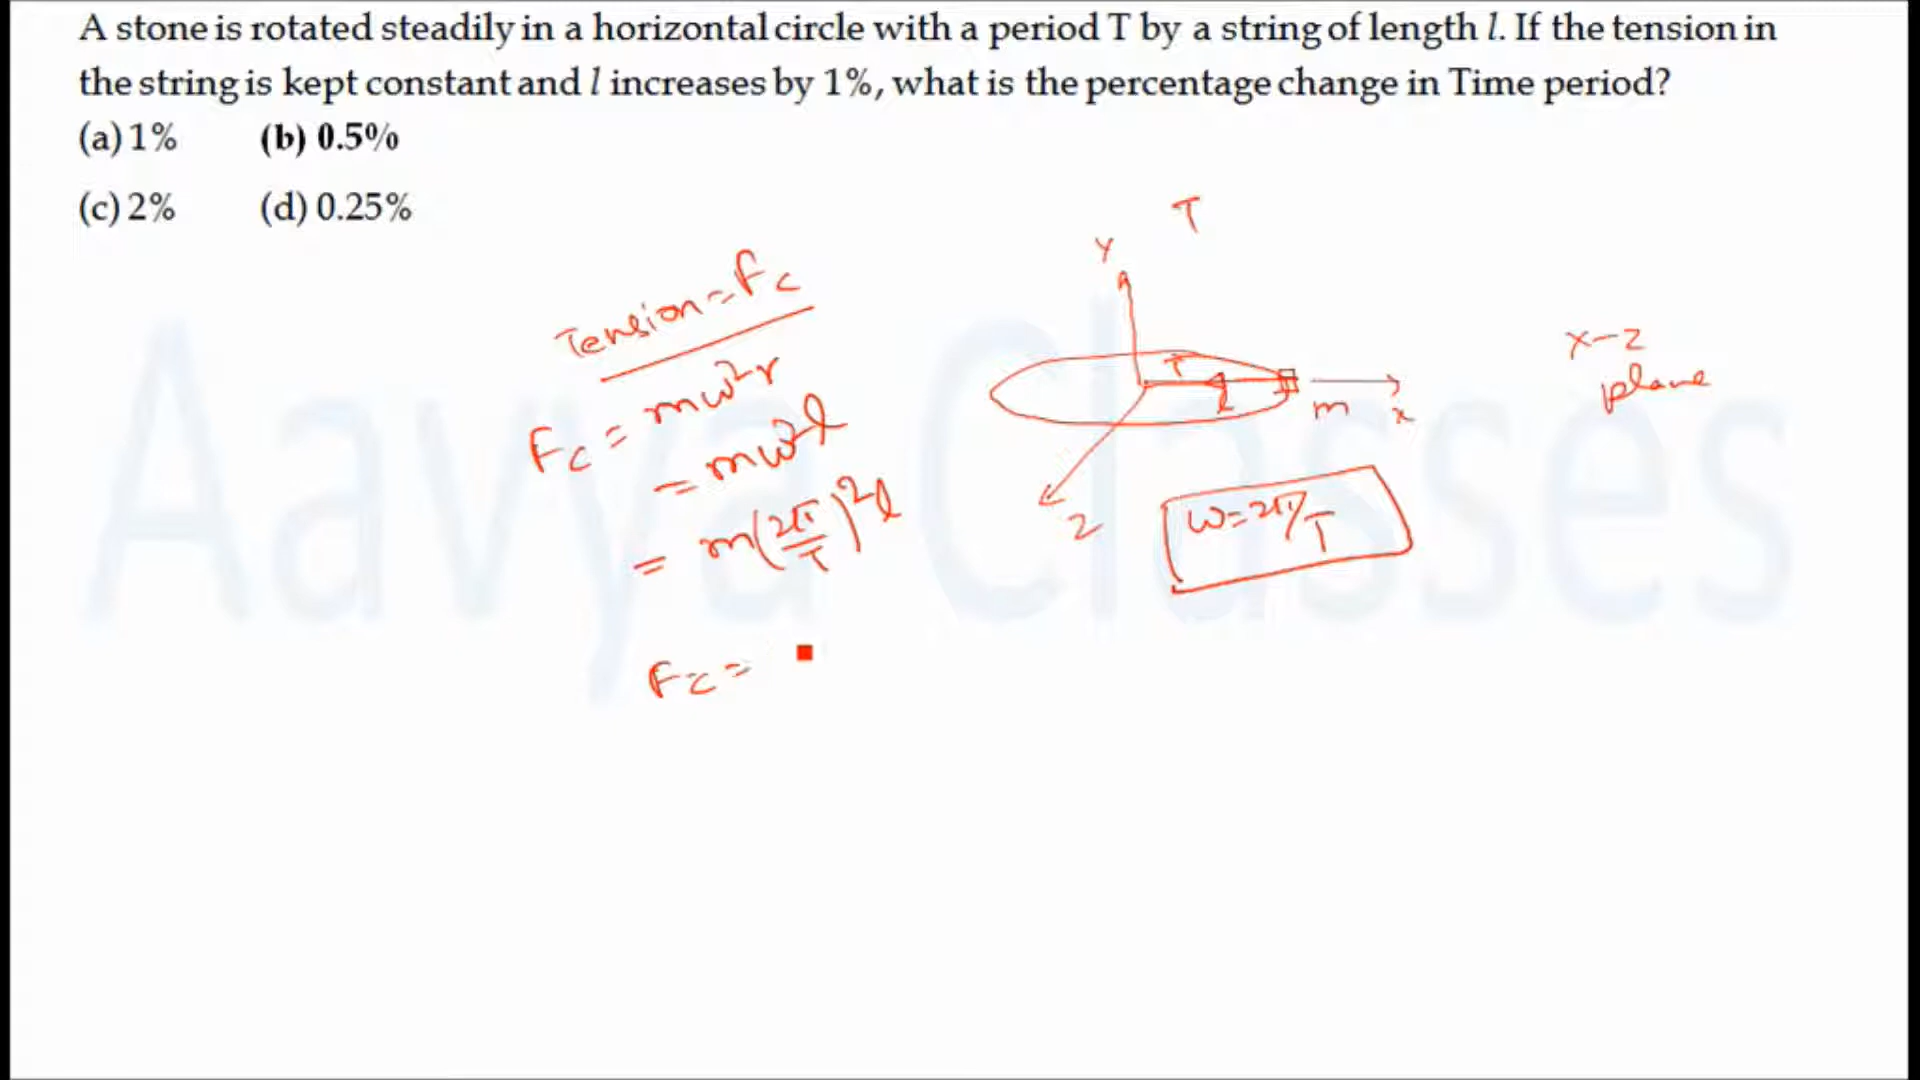 A stone is rotated steadily in a horizontal circle with a period T by a string of length l. If the tension in
the string is kept constant and l increases by 1%, what is the percentage change in Time period?
(a) 1% (b) 0.5%
(c) 2% (d) 0.25%
T
Y
Tension = Fc
Fc = mω²r
= mω²l
= m(2π/T)²l
Fc =
T
l
m
x
z
x-z
plane
ω = 2π/T
Aavya Classes